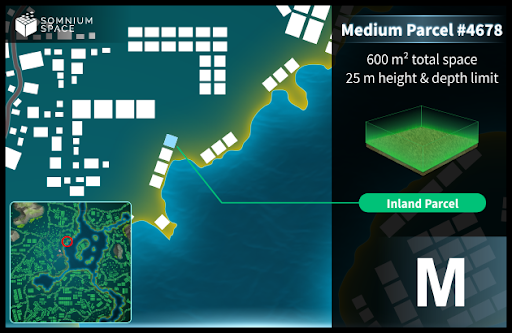 SOMNIUM
SPACE
Medium Parcel #4678
600 m² total space
25 m height & depth limit
Inland Parcel
M